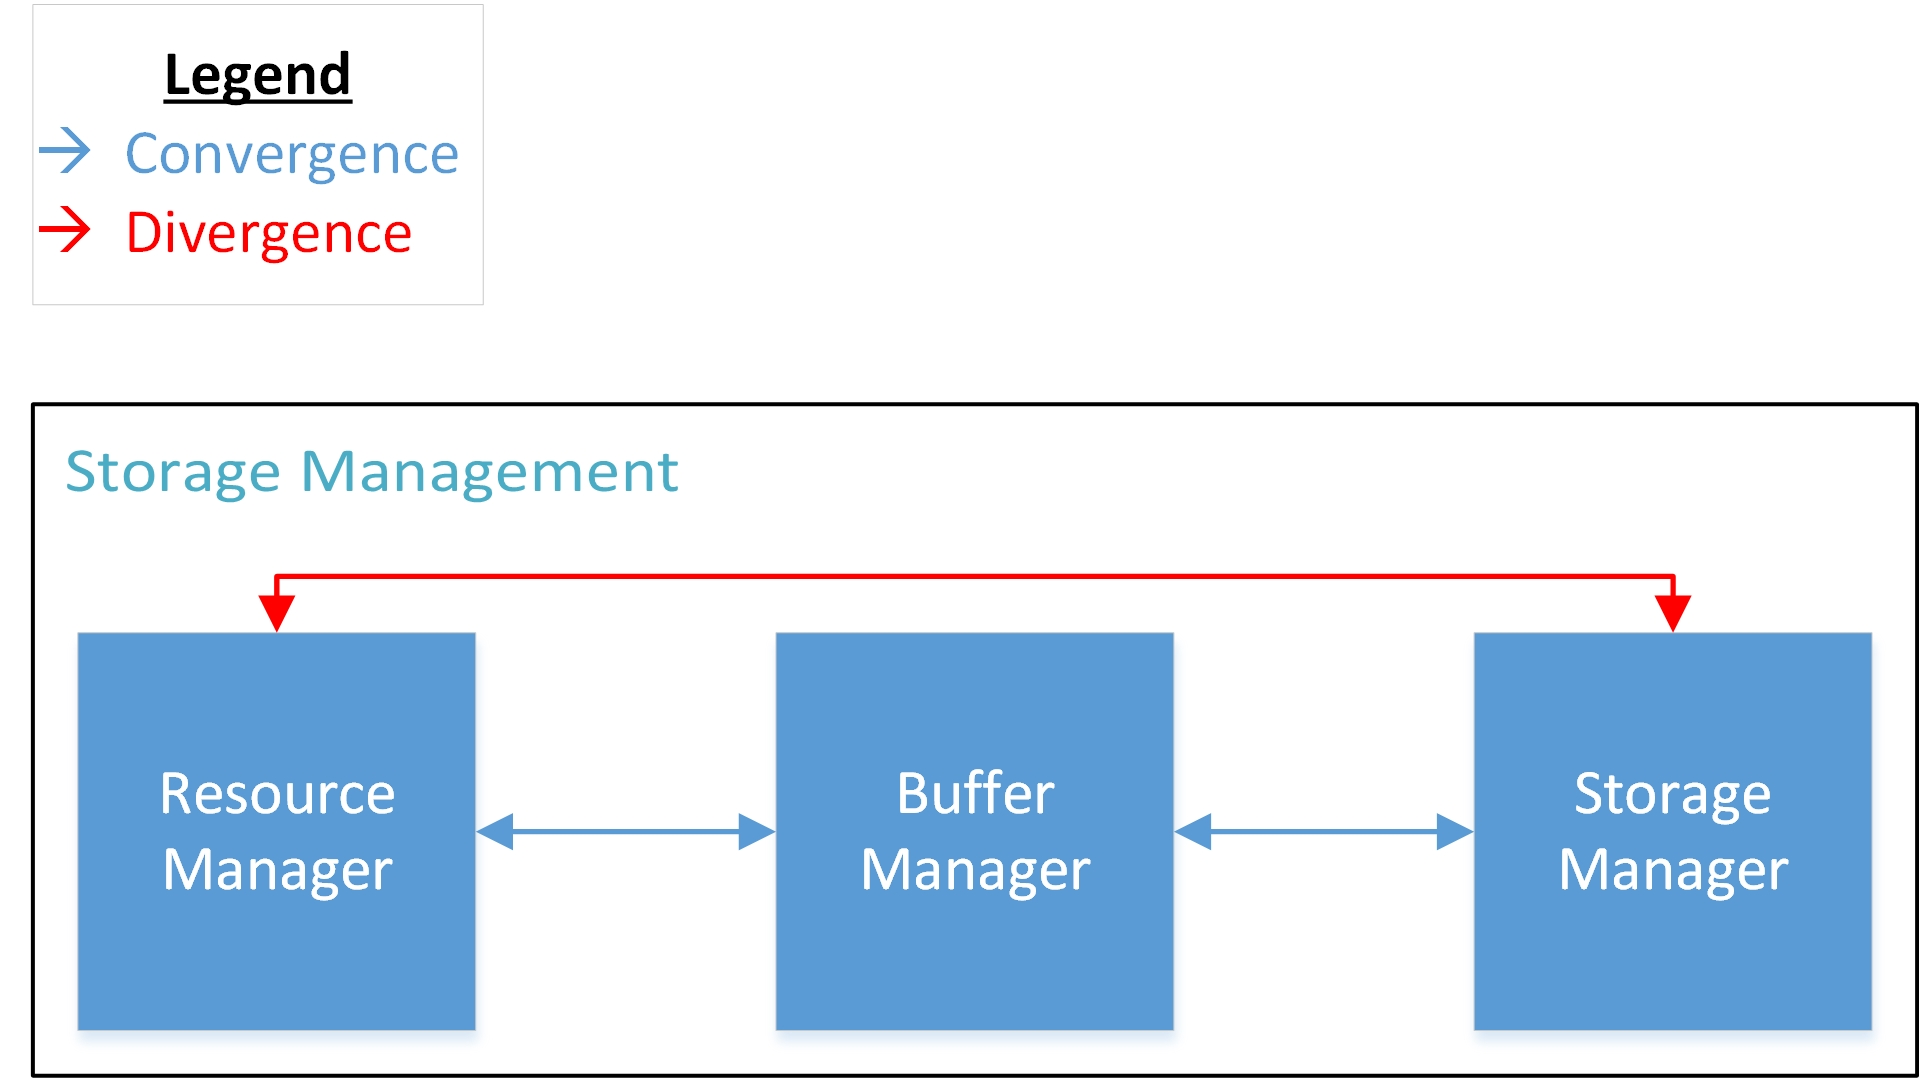 Legend
→ Convergence
→ Divergence
Storage Management
Resource
Manager
Buffer
Manager
Storage
Manager